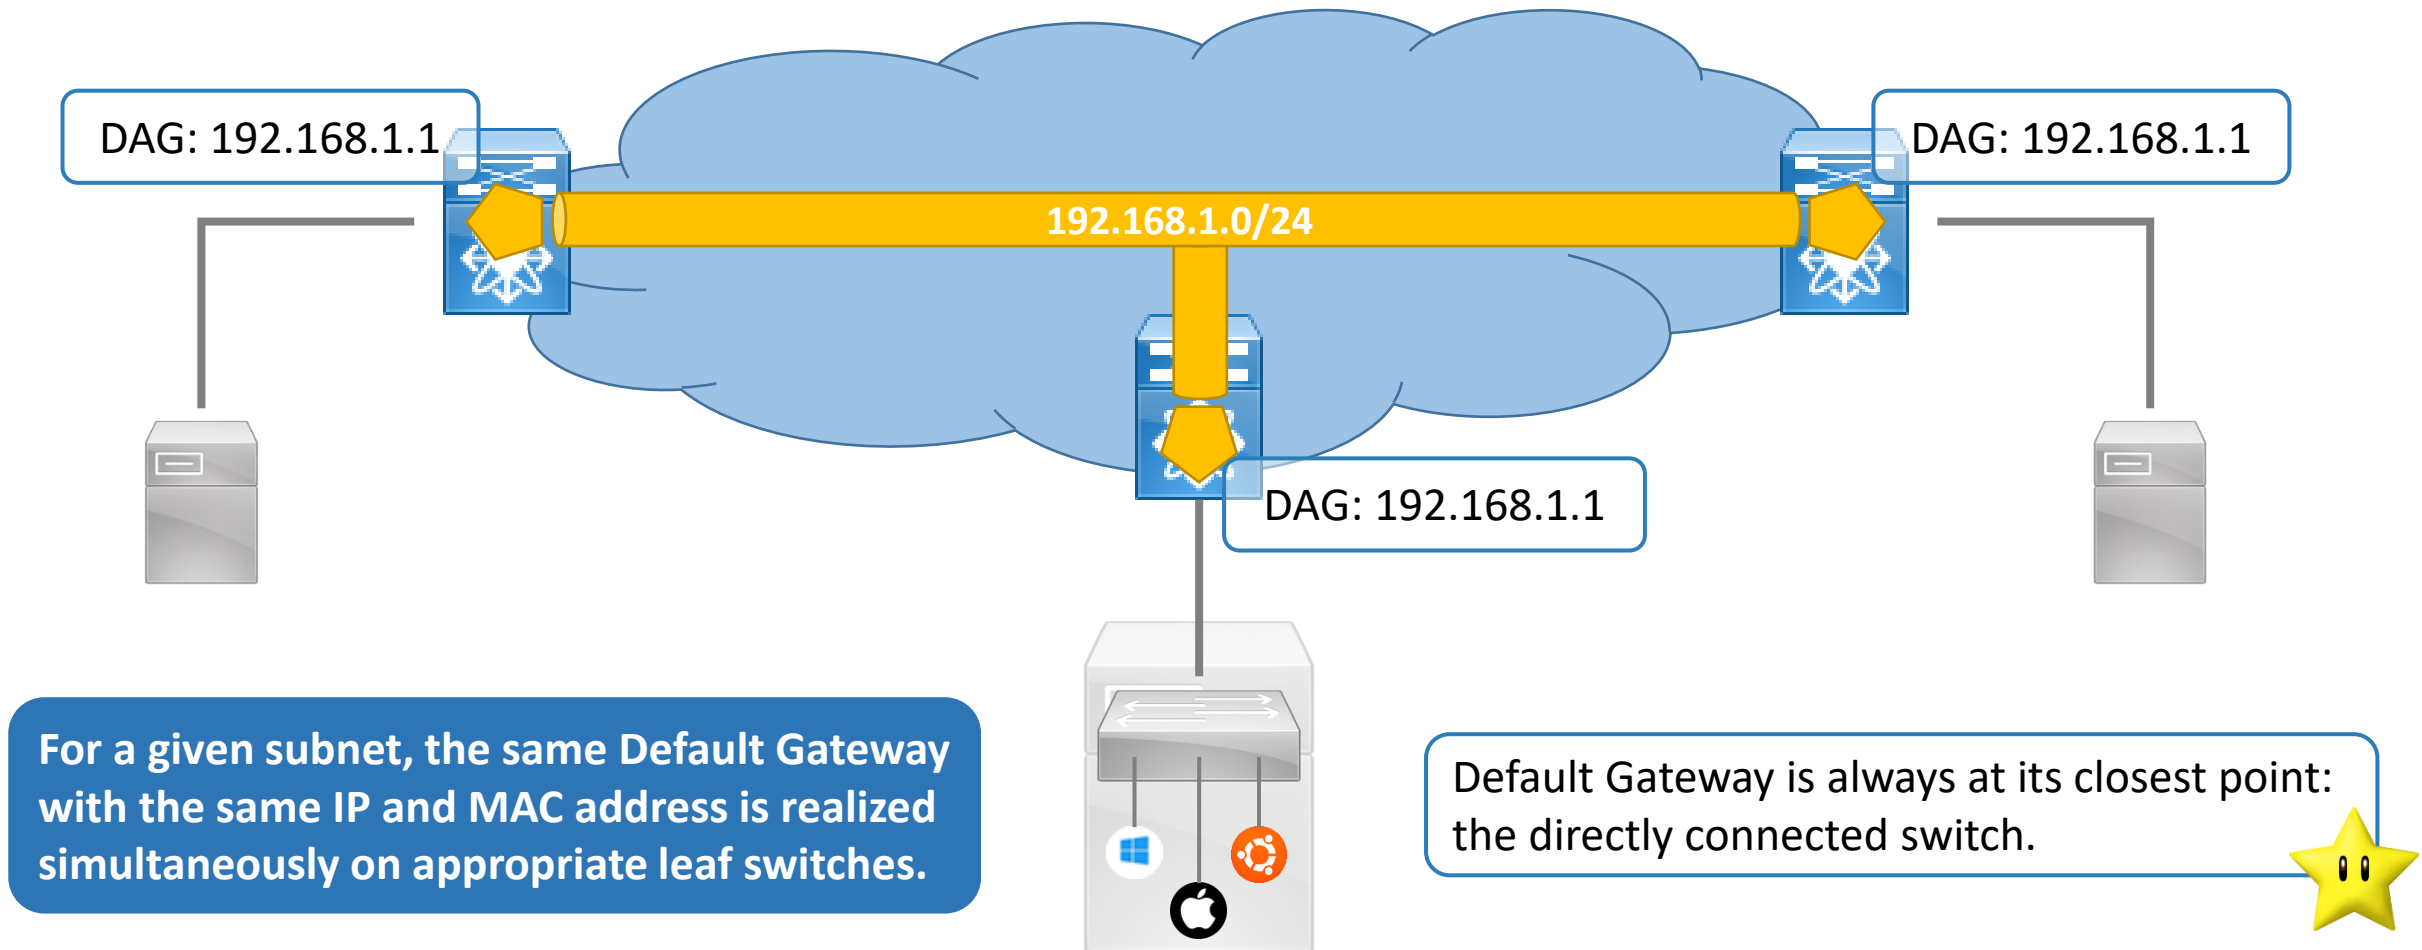 DAG: 192.168.1.1
DAG: 192.168.1.1
192.168.1.0/24
DAG: 192.168.1.1
For a given subnet, the same Default Gateway
with the same IP and MAC address is realized
simultaneously on appropriate leaf switches.
Default Gateway is always at its closest point:
the directly connected switch.